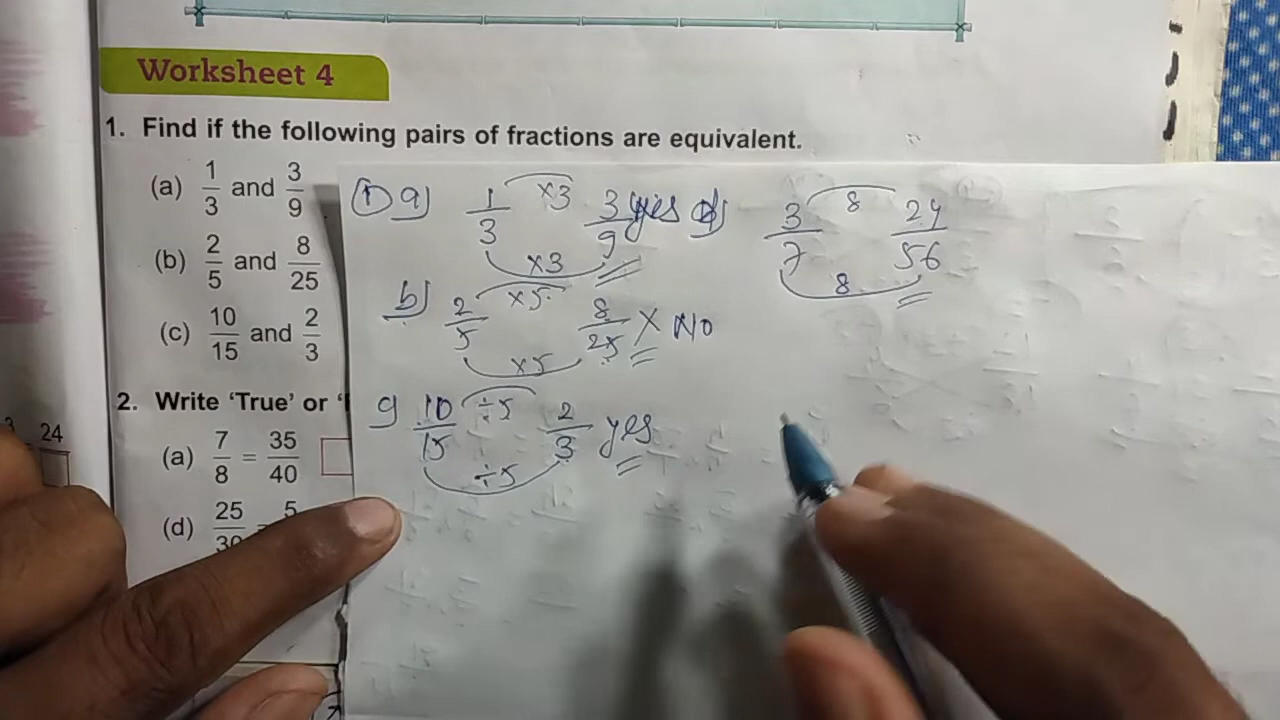 Worksheet 4
1. Find if the following pairs of fractions are equivalent.
(a) 1/3 and 3/9
(b) 2/5 and 8/25
(c) 10/15 and 2/3
2. Write ‘True’ or ‘
(a) 7/8 = 35/40
(d) 25/30 = 5
24
1 a) 1/3 ×3 3/9 yes
×3
b) 2/5 ×5 8/25 × No
×5
10/15 ÷5 2/3 yes
÷5
3/7 8 24/56
8